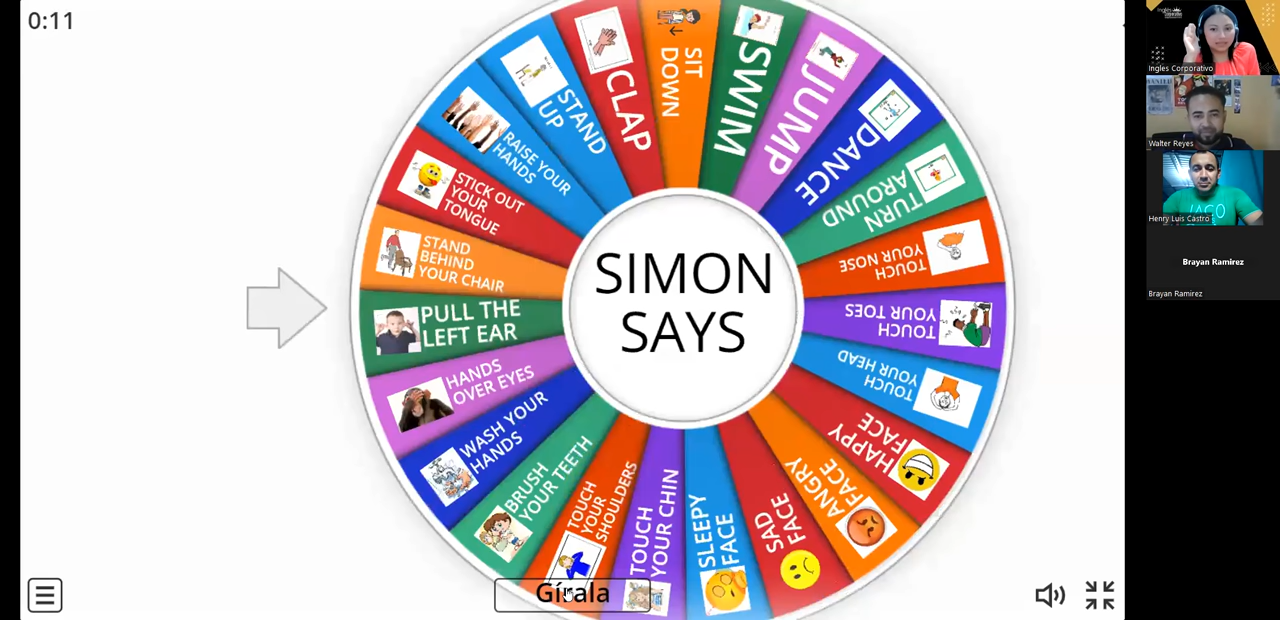 0:11
SIMON
SAYS
SIT
DOWN
SWIM
JUMP
DANCE
TURN
AROUND
TOUCH
YOUR NOSE
TOUCH
YOUR TOES
TOUCH
YOUR HEAD
HAPPY
FACE
ANGRY
FACE
SAD
FACE
SLEEPY
FACE
TOUCH
YOUR CHIN
TOUCH
YOUR
SHOULDERS
BRUSH
YOUR TEETH
WASH YOUR
HANDS
HANDS
OVER EYES
PULL THE
LEFT EAR
STAND
BEHIND
YOUR CHAIR
STICK OUT
YOUR
TONGUE
RAISE YOUR
HANDS
STAND
UP
CLAP
Gírala
Ingles Corporativo
Walter Reyes
Henry Luis Castro
Brayan Ramirez
Brayan Ramirez